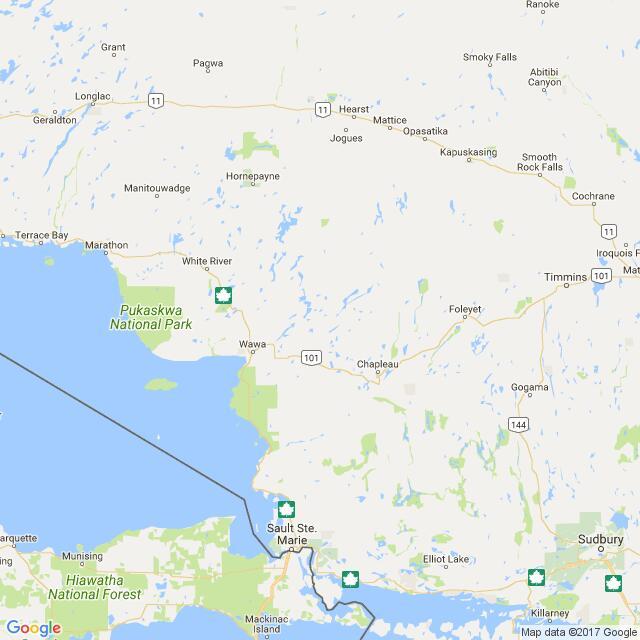 Ranoke
Grant
Pagwa
Smoky Falls
Abitibi
Canyon
Longlac
11
11
Hearst
Geraldton
Mattice
Opasatika
Jogues
Kapuskasing
Smooth
Rock Falls
Hornepayne
Manitouwadge
Cochrane
Terrace Bay
Marathon
11
Iroquois F
White River
Timmins
101
Mat
Pukaskwa
National Park
Foleyet
Wawa
101
Chapleau
Gogama
144
Sault Ste.
Marie
arquette
Munising
ing
Elliot Lake
Sudbury
Hiawatha
National Forest
Mackinac
Island
Killarney
Google
Map data ©2017 Google